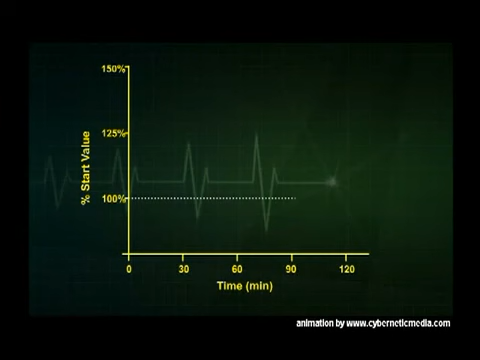 150%
125%
100%
% Start Value
0 30 60 90 120
Time (min)
animation by www.cyberneticmedia.com